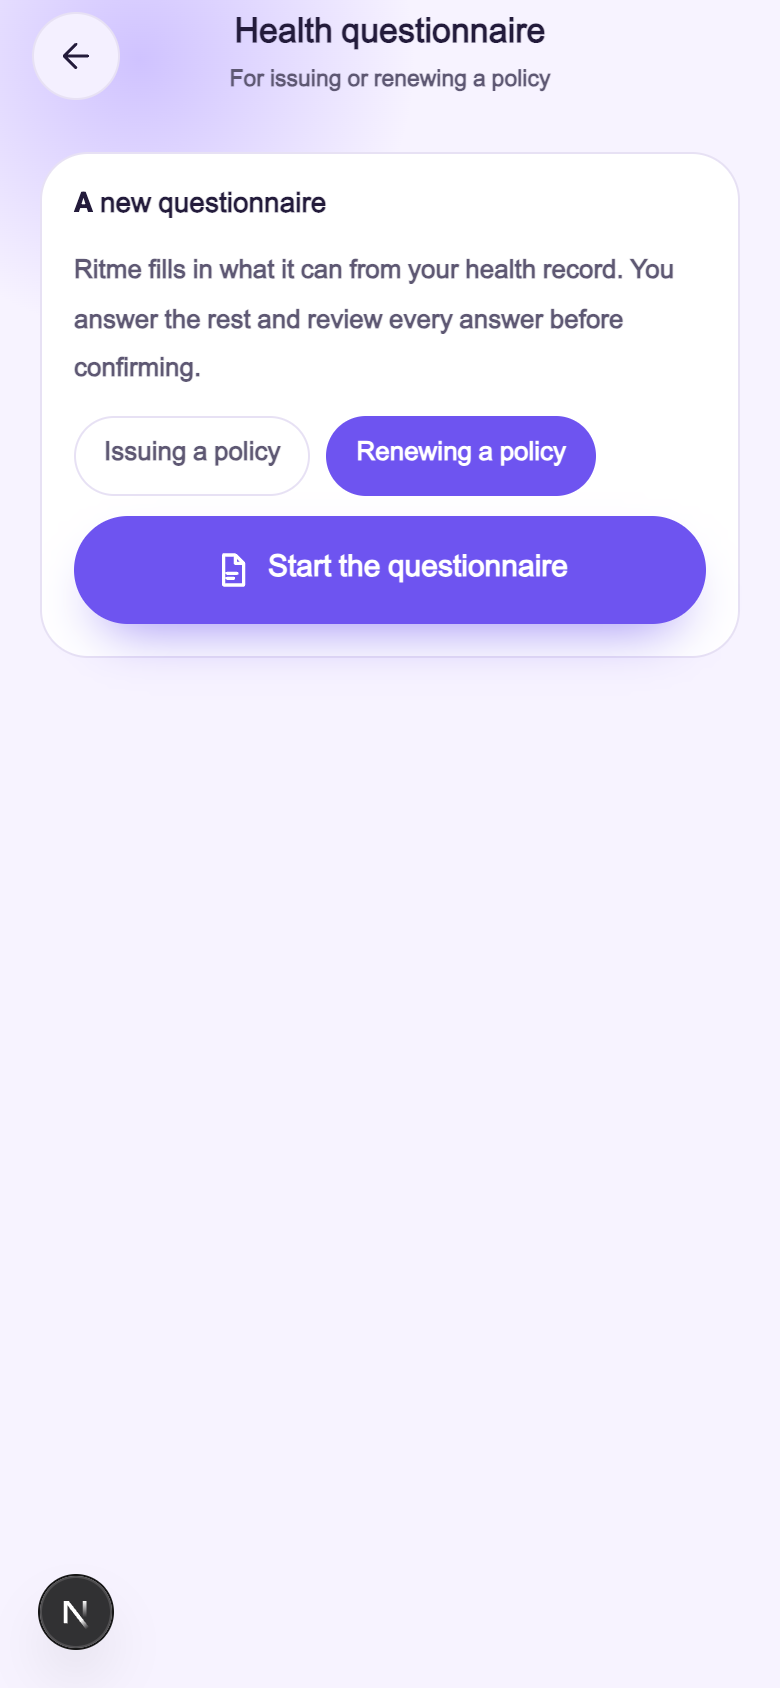 Health questionnaire
For issuing or renewing a policy
A new questionnaire
Ritme fills in what it can from your health record. You
answer the rest and review every answer before
confirming.
Issuing a policy
Renewing a policy
Start the questionnaire
N